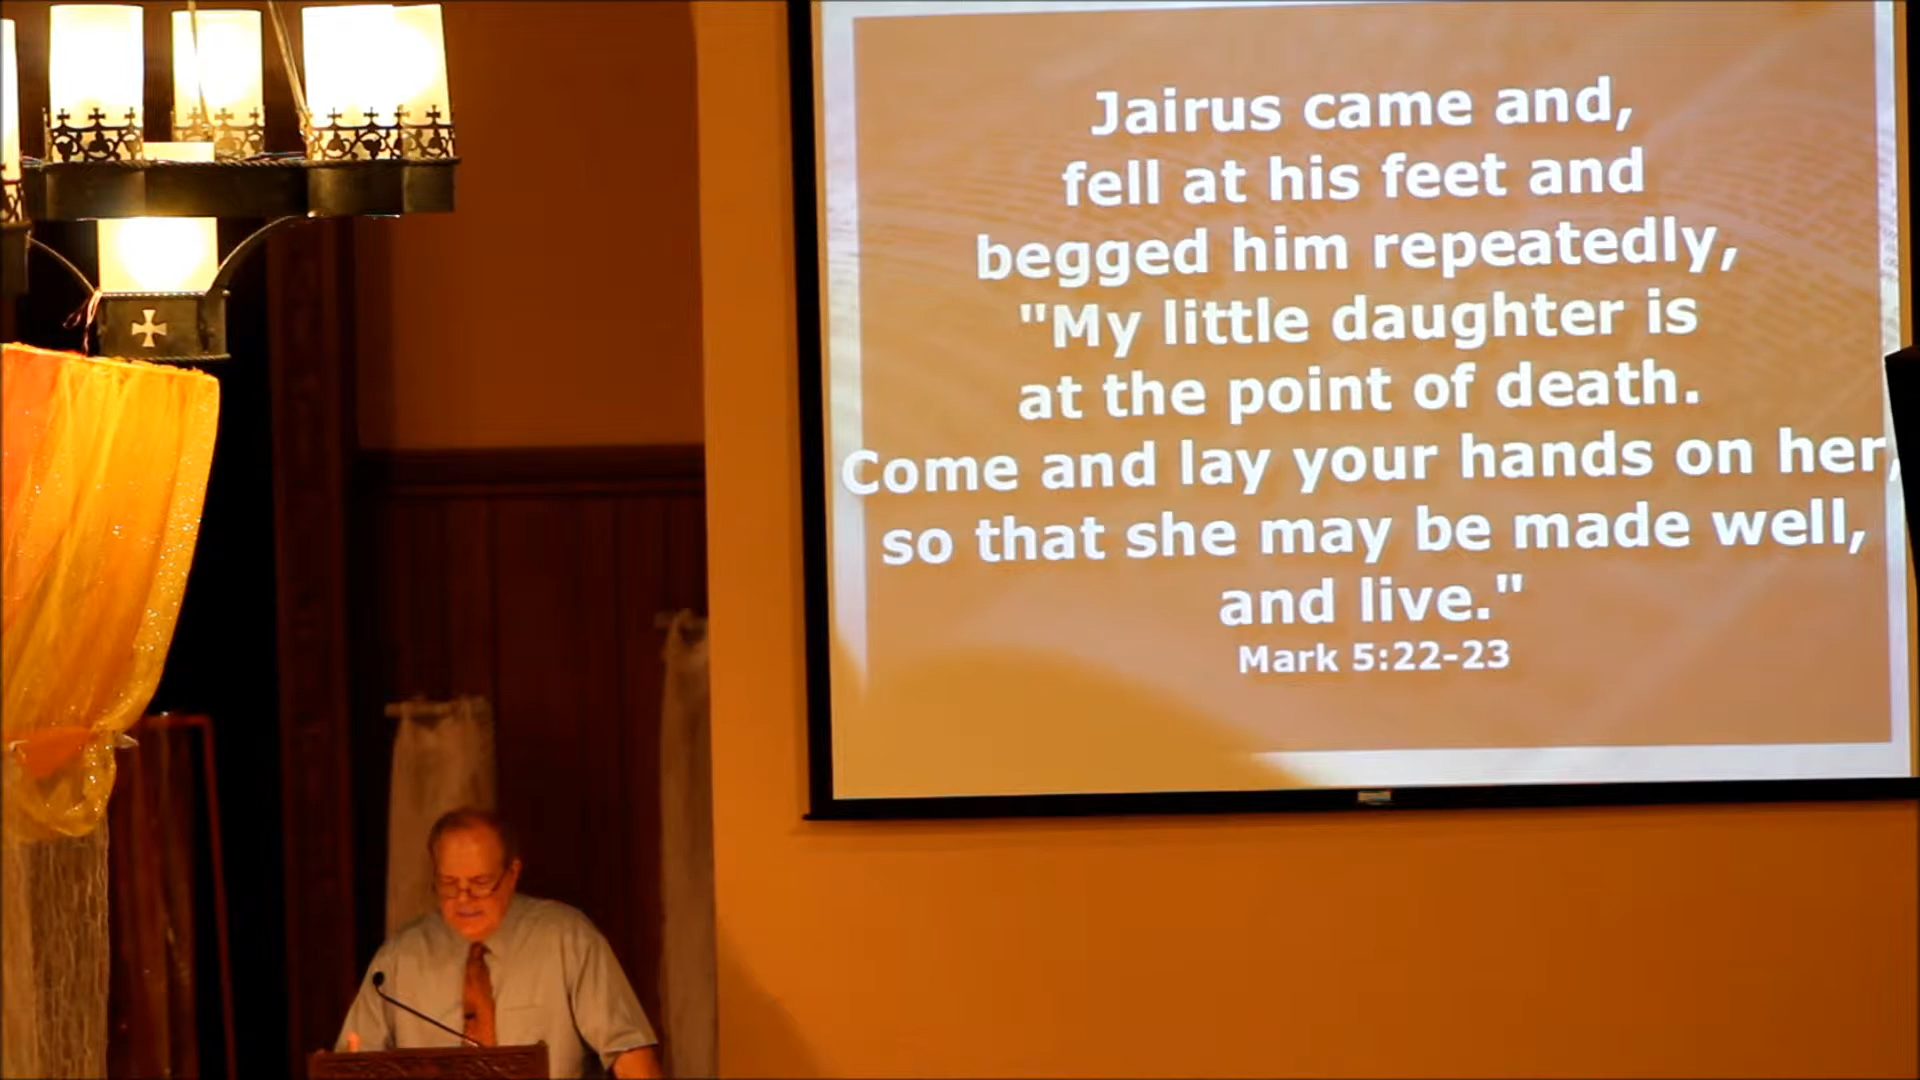 Jairus came and,
fell at his feet and
begged him repeatedly,
"My little daughter is
at the point of death.
Come and lay your hands on her,
so that she may be made well,
and live."
Mark 5:22-23